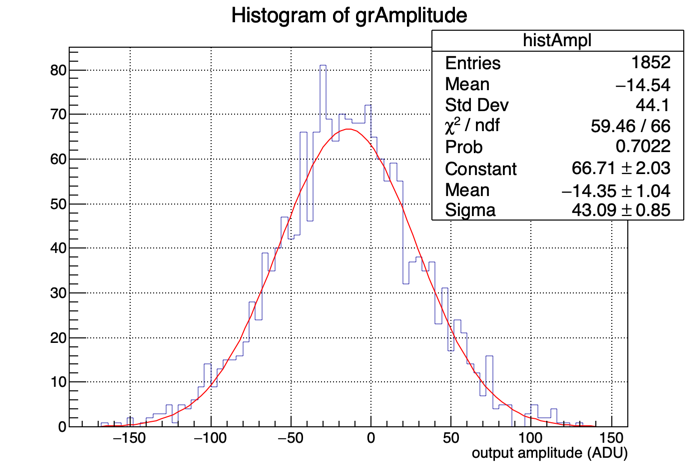 Histogram of grAmplitude
histAmpl
Entries 1852
Mean −14.54
Std Dev 44.1
χ² / ndf 59.46 / 66
Prob 0.7022
Constant 66.71 ± 2.03
Mean −14.35 ± 1.04
Sigma 43.09 ± 0.85
80
70
60
50
40
30
20
10
0
−150 −100 −50 0 50 100 150
output amplitude (ADU)